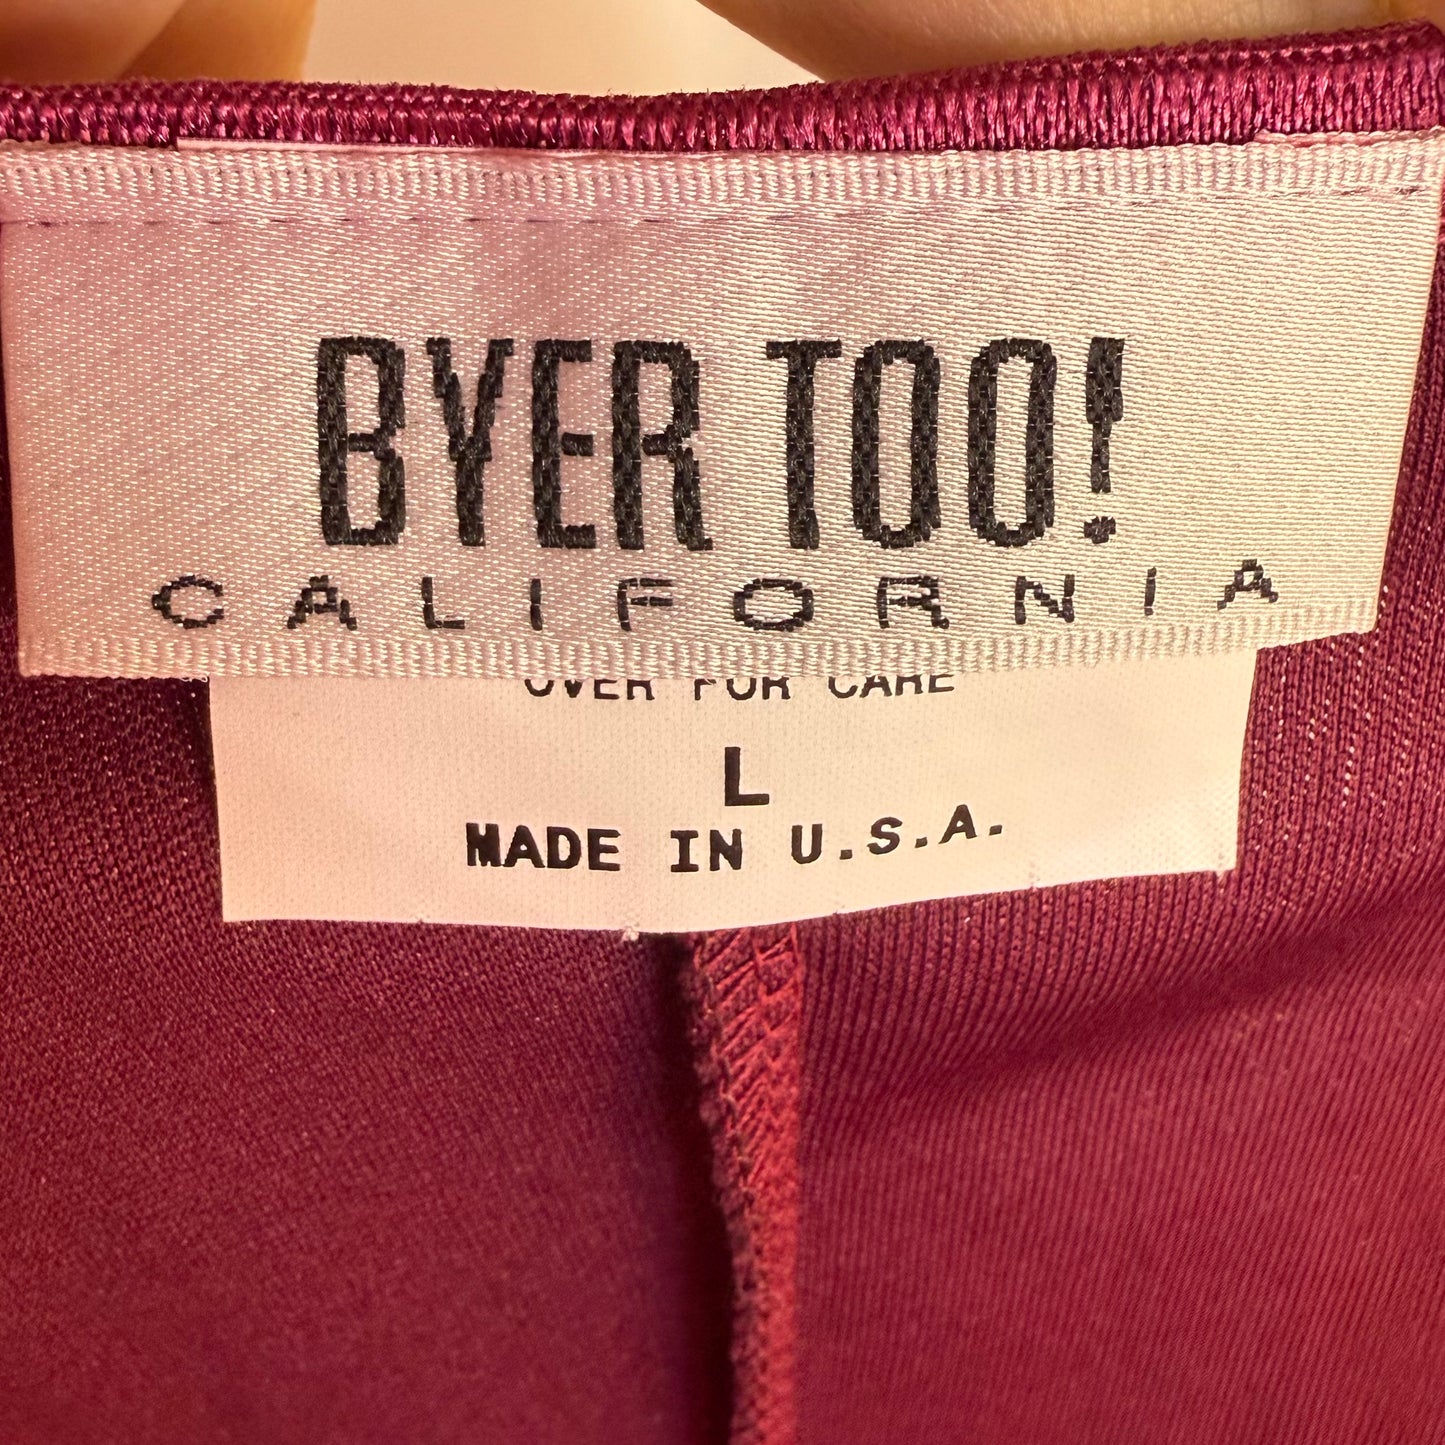 BYER TOO!
CALIFORNIA
OVER FOR CARE
L
MADE IN U.S.A.